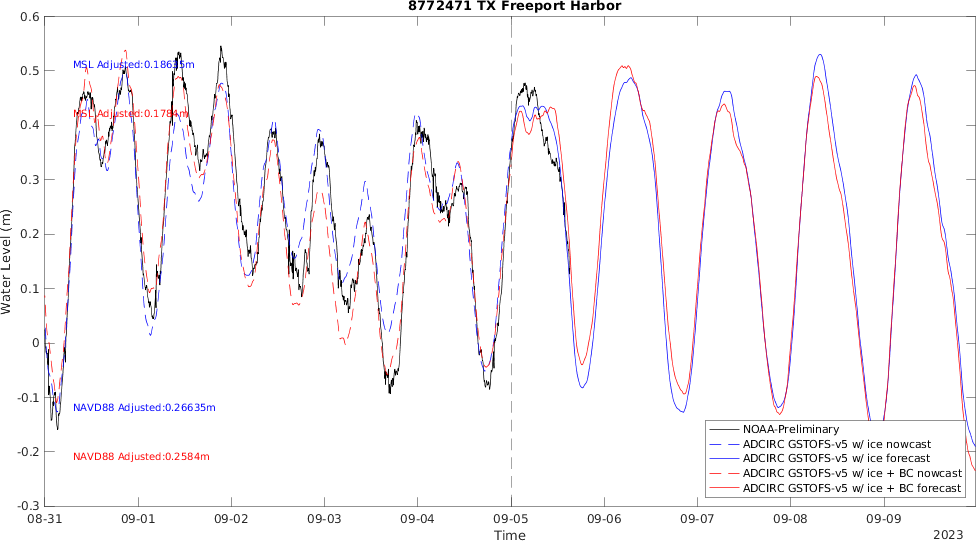 8772471 TX Freeport Harbor
0.6
0.5
0.4
0.3
0.2
0.1
0
-0.1
-0.2
-0.3
Water Level (m)
MSL Adjusted:0.18635m
MSL Adjusted:0.1784m
NAVD88 Adjusted:0.26635m
NAVD88 Adjusted:0.2584m
NOAA-Preliminary
ADCIRC GSTOFS-v5 w/ ice nowcast
ADCIRC GSTOFS-v5 w/ ice forecast
ADCIRC GSTOFS-v5 w/ ice + BC nowcast
ADCIRC GSTOFS-v5 w/ ice + BC forecast
08-31 09-01 09-02 09-03 09-04 09-05 09-06 09-07 09-08 09-09
Time
2023